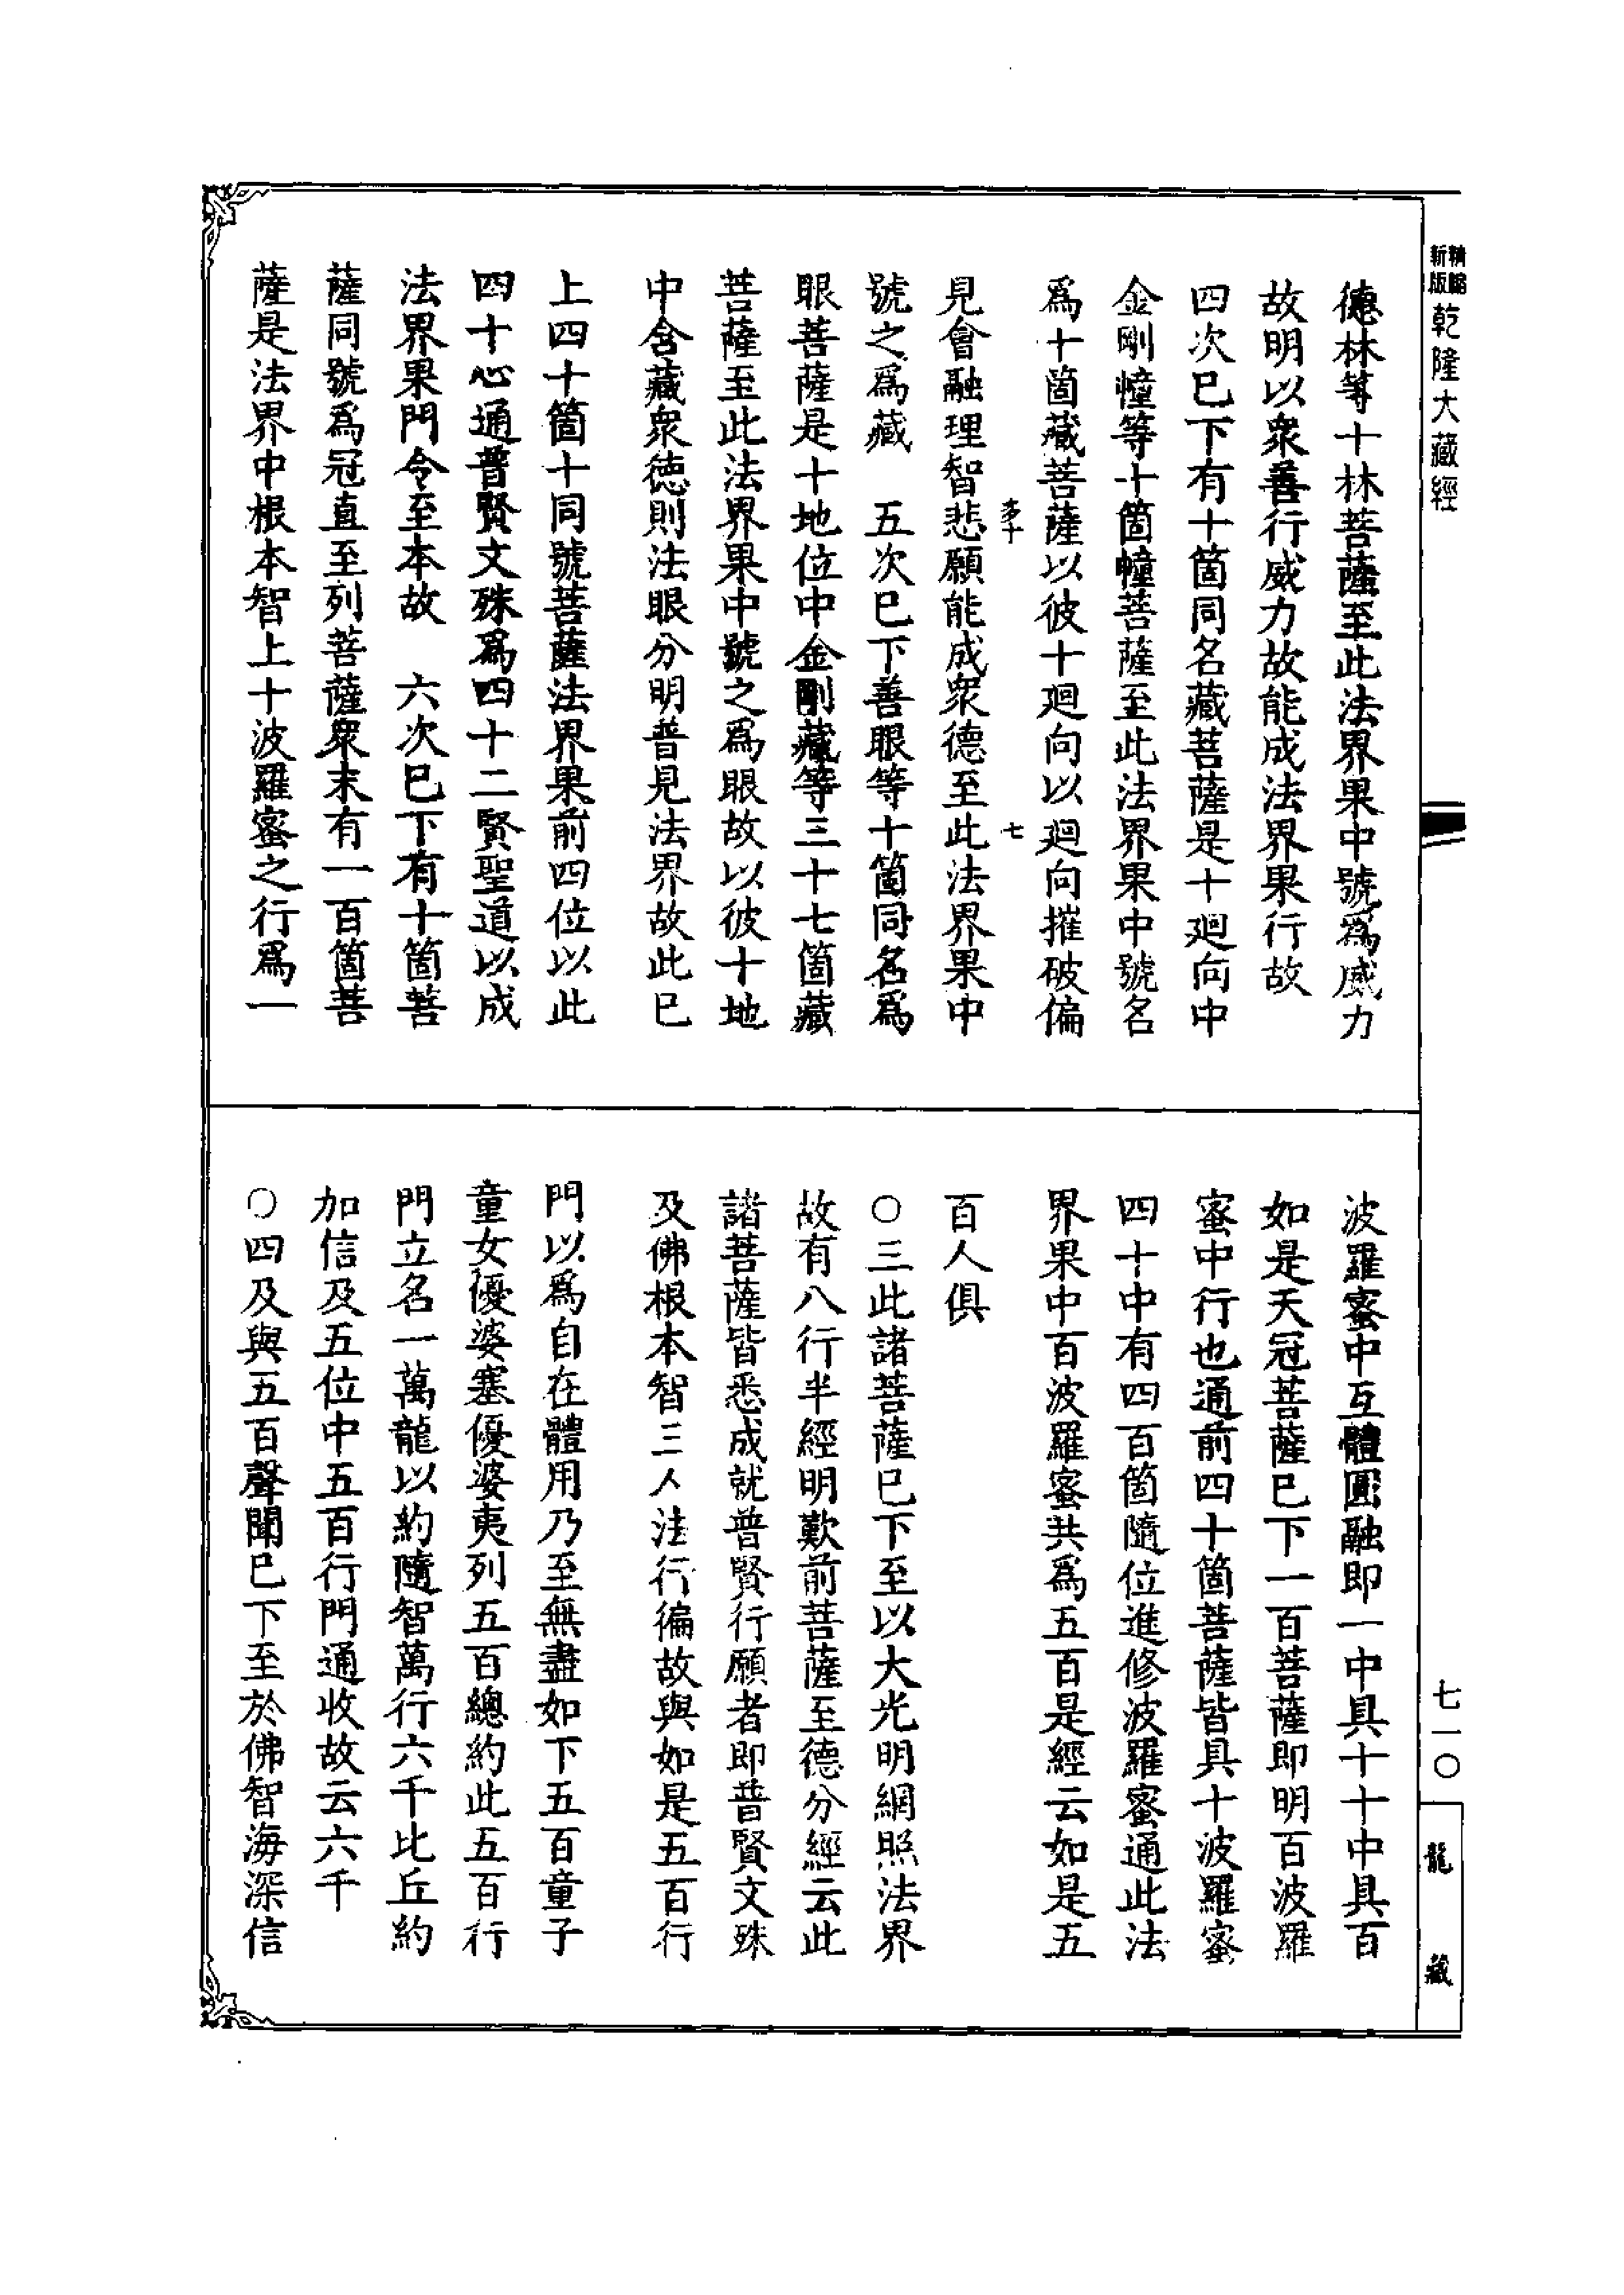 精縮
新版
乾隆大藏經
德林等十林菩薩至此法界果中號為威力
故明以衆善行威力故能成法界果行故
四次巳下有十箇同名藏菩薩是十廻向中
金剛幢等十箇幢菩薩至此法界果中號名
爲十箇藏菩薩以彼十廻向以廻向摧破偏
多十
七
見會融理智悲願能成衆德至此法界果中
號之爲藏　五次巳下善眼等十箇同名爲
眼菩薩是十地位中金剛藏等三十七箇藏
菩薩至此法界果中號之爲眼故以彼十地
中含藏衆德則法眼分明普見法界故此巳
上四十箇十同號菩薩法界果前四位以此
四十心通普賢文殊爲四十二賢聖道以成
法界果門令至本故　六次巳下有十箇菩
薩同號爲冠直至列菩薩衆末有一百箇菩
薩是法界中根本智上十波羅蜜之行爲一
波羅蜜中互體圓融即一中具十十中具百
如是天冠菩薩巳下一百菩薩即明百波羅
蜜中行也通前四十箇菩薩皆具十波羅蜜
四十中有四百箇隨位進修波羅蜜通此法
界果中百波羅蜜共爲五百是經云如是五
百人俱
○三此諸菩薩巳下至以大光明網照法界
故有八行半經明歎前菩薩至德分經云此
諸菩薩皆悉成就普賢行願者即普賢文殊
及佛根本智三人法行徧故與如是五百行
門以爲自在體用乃至無盡如下五百童子
童女優婆塞優婆夷列五百總約此五百行
門立名一萬龍以約隨智萬行六千比丘約
加信及五位中五百行門通收故云六千
○四及與五百聲聞巳下至於佛智海深信
七一〇
龍藏